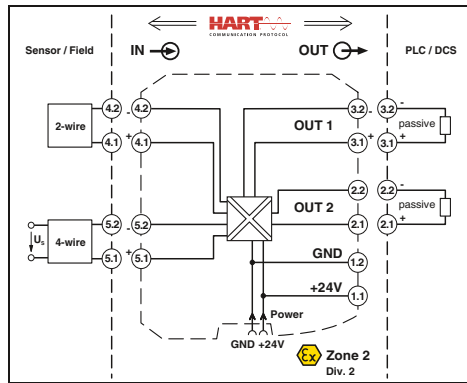 HART
COMMUNICATION PROTOCOL
Sensor / Field
IN
OUT
PLC / DCS
4.2
-
4.2
3.2
-
3.2
-
2-wire
OUT 1
passive
4.1
+
4.1
3.1
+
3.1
+
2.2
2.2
-
OUT 2
passive
5.2
-
5.2
2.1
2.1
+
Us
4-wire
5.1
+
5.1
GND
1.2
+24V
1.1
Power
GND +24V
Ex
Zone 2
Div. 2